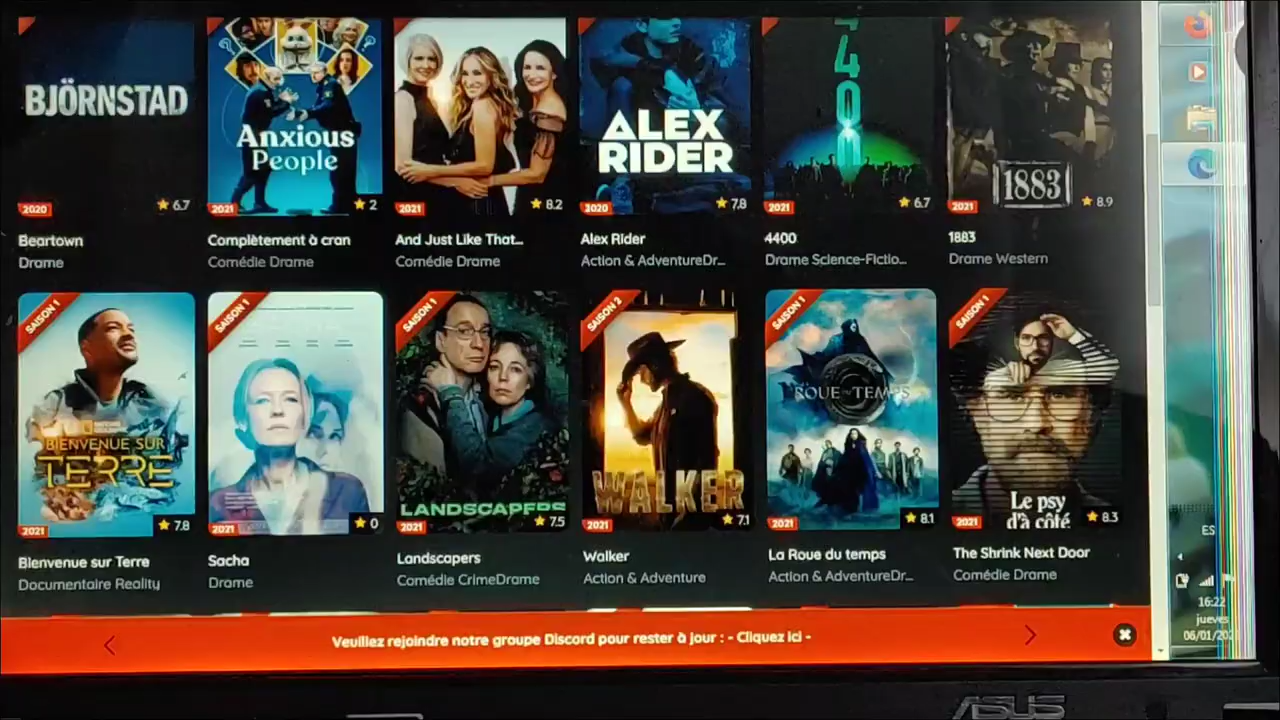 BJÖRNSTAD
Anxious
People
ALEX
RIDER
4400
1883
2020
6.7
2021
2
2021
8.2
2020
7.8
2021
6.7
2021
8.9
Beartown
Complètement à cran
And Just Like That...
Alex Rider
4400
1883
Drame
Comédie Drame
Comédie Drame
Action & AdventureDr...
Drame Science-Fictio...
Drame Western
SAISON 1
SAISON 1
SAISON 1
SAISON 2
SAISON 1
SAISON 1
BIENVENUE SUR
TERRE
LANDSCAPERS
WALKER
ROUE DU TEMPS
Le psy
d'à côté
2021
7.8
2021
0
2021
7.5
2021
7.1
2021
8.1
2021
8.3
Bienvenue sur Terre
Sacha
Landscapers
Walker
La Roue du temps
The Shrink Next Door
Documentaire Reality
Drame
Comédie CrimeDrame
Action & Adventure
Action & AdventureDr...
Comédie Drame
Veuillez rejoindre notre groupe Discord pour rester à jour : - Cliquez ici -
ES
16:22
jueves
06/01/202
ASUS